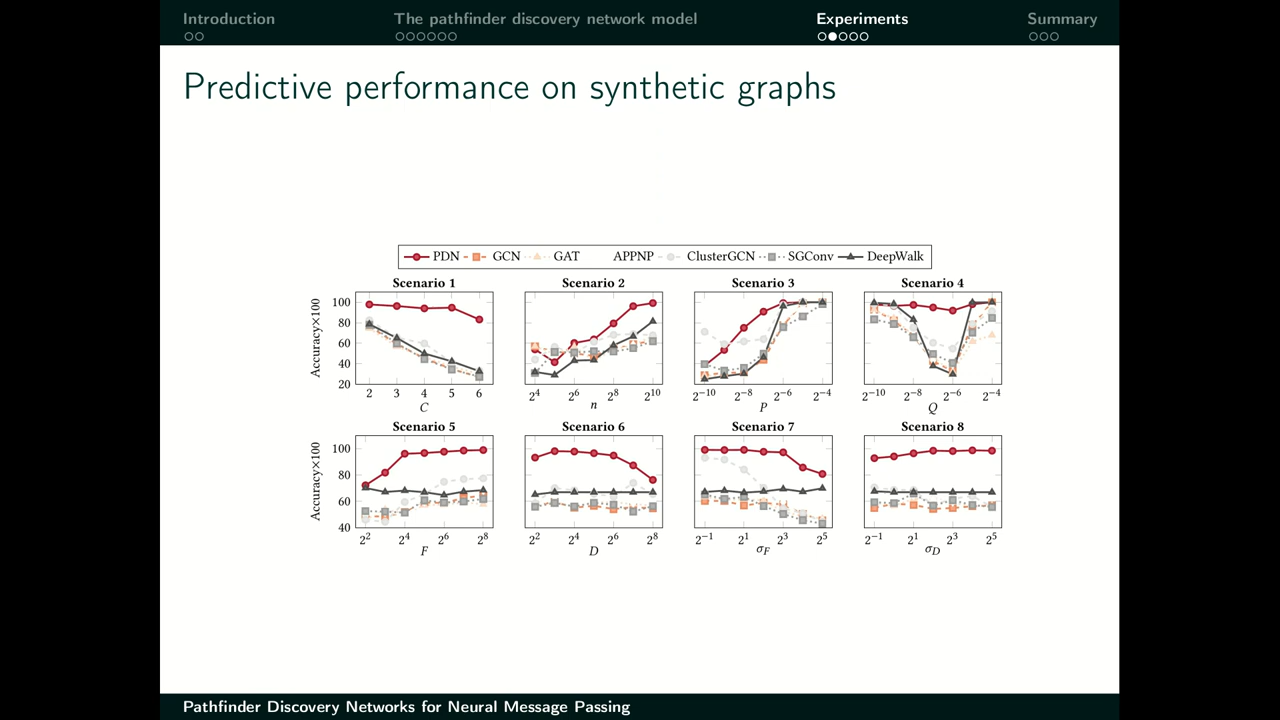 Introduction The pathfinder discovery network model Experiments Summary
Predictive performance on synthetic graphs
PDN GCN GAT APPNP ClusterGCN SGConv DeepWalk
Scenario 1 Scenario 2 Scenario 3 Scenario 4
Accuracy×100
100
80
60
40
20
2 3 4 5 6
C
2^4 2^6 2^8 2^10
n
2^−10 2^−8 2^−6 2^−4
P
2^−10 2^−8 2^−6 2^−4
Q
Scenario 5 Scenario 6 Scenario 7 Scenario 8
Accuracy×100
100
80
60
40
2^2 2^4 2^6 2^8
F
2^2 2^4 2^6 2^8
D
2^−1 2^1 2^3 2^5
σ_F
2^−1 2^1 2^3 2^5
σ_D
Pathfinder Discovery Networks for Neural Message Passing